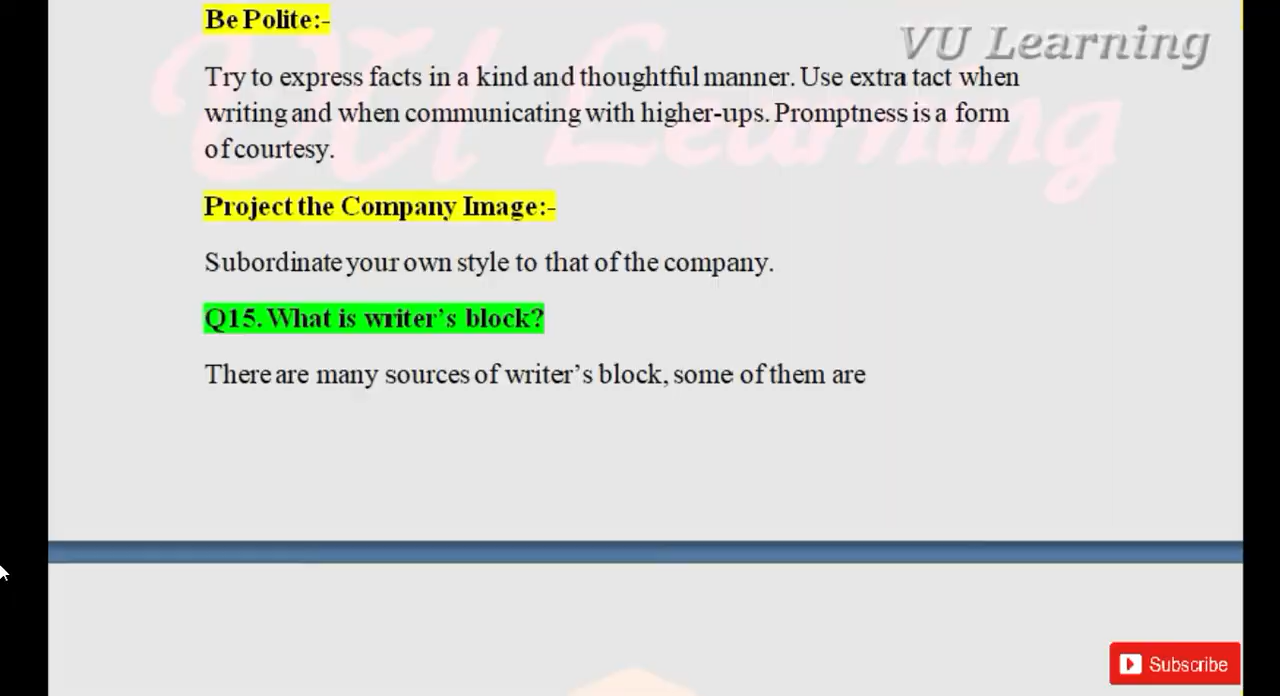 Be Polite:-
VU Learning
Try to express facts in a kind and thoughtful manner. Use extra tact when
writing and when communicating with higher-ups. Promptness is a form
of courtesy.
VU Learning
Project the Company Image:-
Subordinate your own style to that of the company.
Q15. What is writer’s block?
There are many sources of writer’s block, some of them are
Subscribe